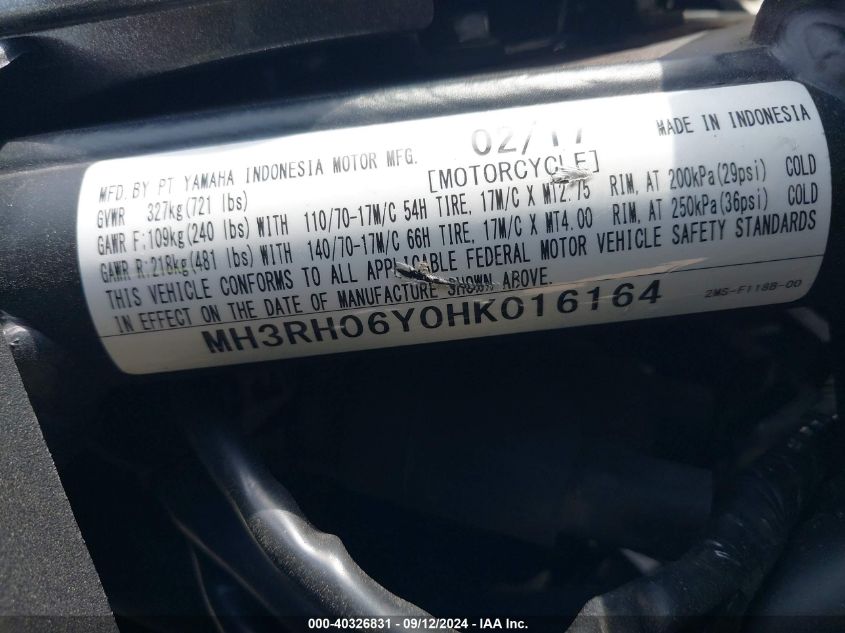 MFD. BY PT YAMAHA INDONESIA MOTOR MFG. 02/17 MADE IN INDONESIA
GVWR 327kg(721 lbs) [MOTORCYCLE]
GAWR F:109kg(240 lbs) WITH 110/70-17M/C 54H TIRE, 17M/C X MT2.75 RIM, AT 200kPa(29psi) COLD
GAWR R:218kg(481 lbs) WITH 140/70-17M/C 66H TIRE, 17M/C X MT4.00 RIM, AT 250kPa(36psi) COLD
THIS VEHICLE CONFORMS TO ALL APPLICABLE FEDERAL MOTOR VEHICLE SAFETY STANDARDS
IN EFFECT ON THE DATE OF MANUFACTURE SHOWN ABOVE.
MH3RH06Y0HK016164 2MS-F118B-00
000-40326831 - 09/12/2024 - IAA Inc.